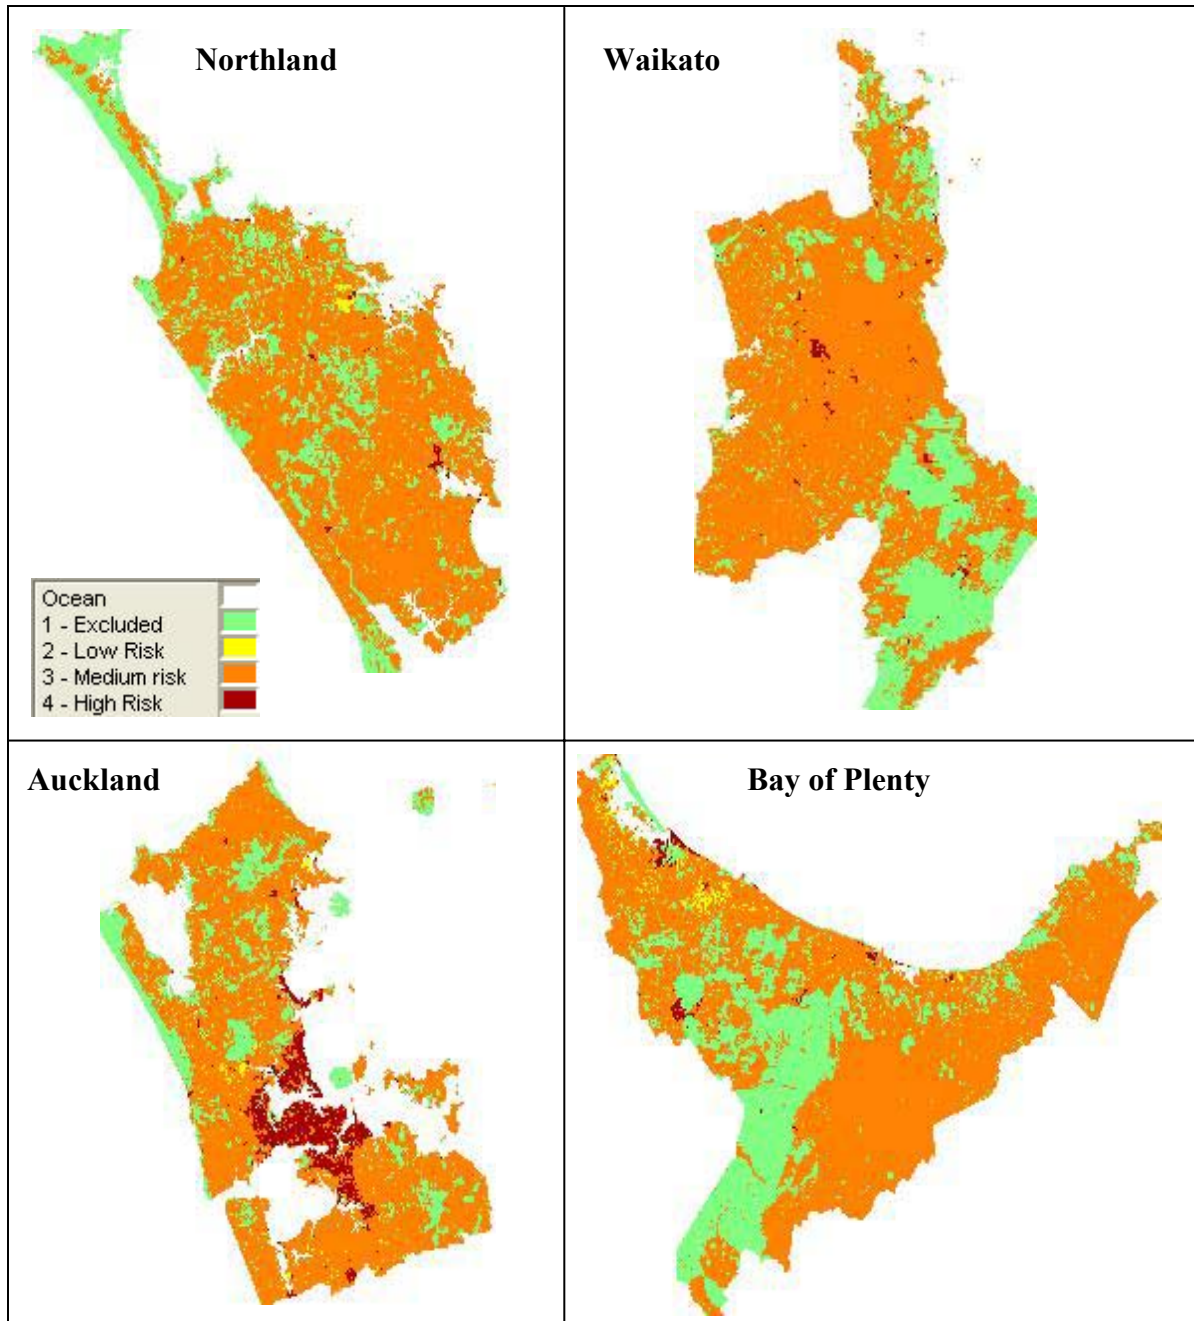 Northland
Waikato
Ocean
1 - Excluded
2 - Low Risk
3 - Medium risk
4 - High Risk
Auckland
Bay of Plenty